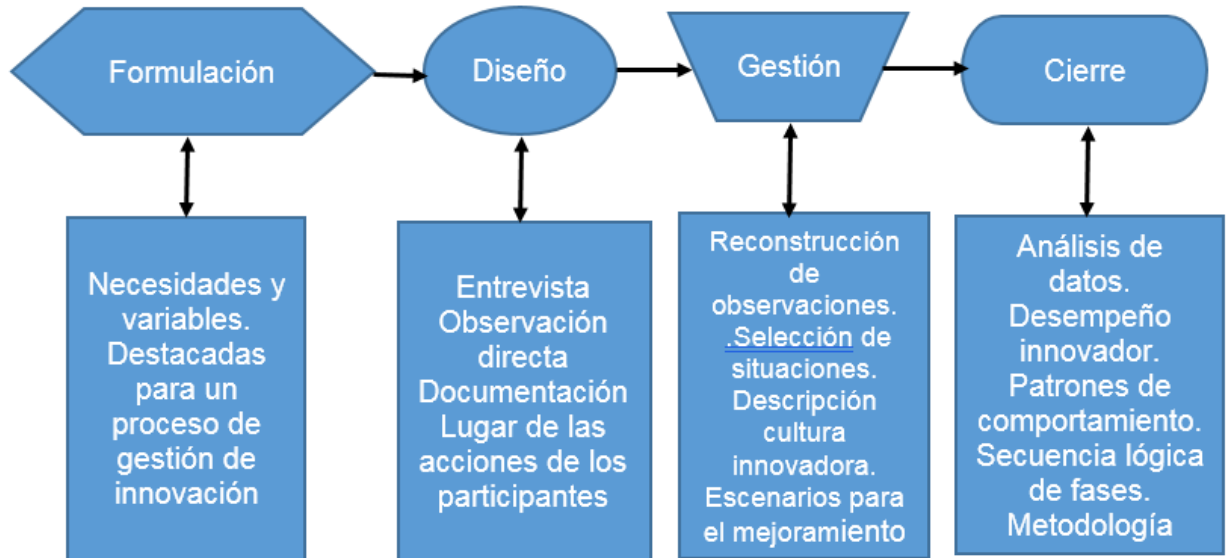 Formulación
Diseño
Gestión
Cierre
Necesidades y
variables.
Destacadas
para un
proceso de
gestión de
innovación
Entrevista
Observación
directa
Documentación
Lugar de las
acciones de los
participantes
Reconstrucción
de
observaciones.
.Selección de
situaciones.
Descripción
cultura
innovadora.
Escenarios para
el mejoramiento
Análisis de
datos.
Desempeño
innovador.
Patrones de
comportamiento.
Secuencia lógica
de fases.
Metodología